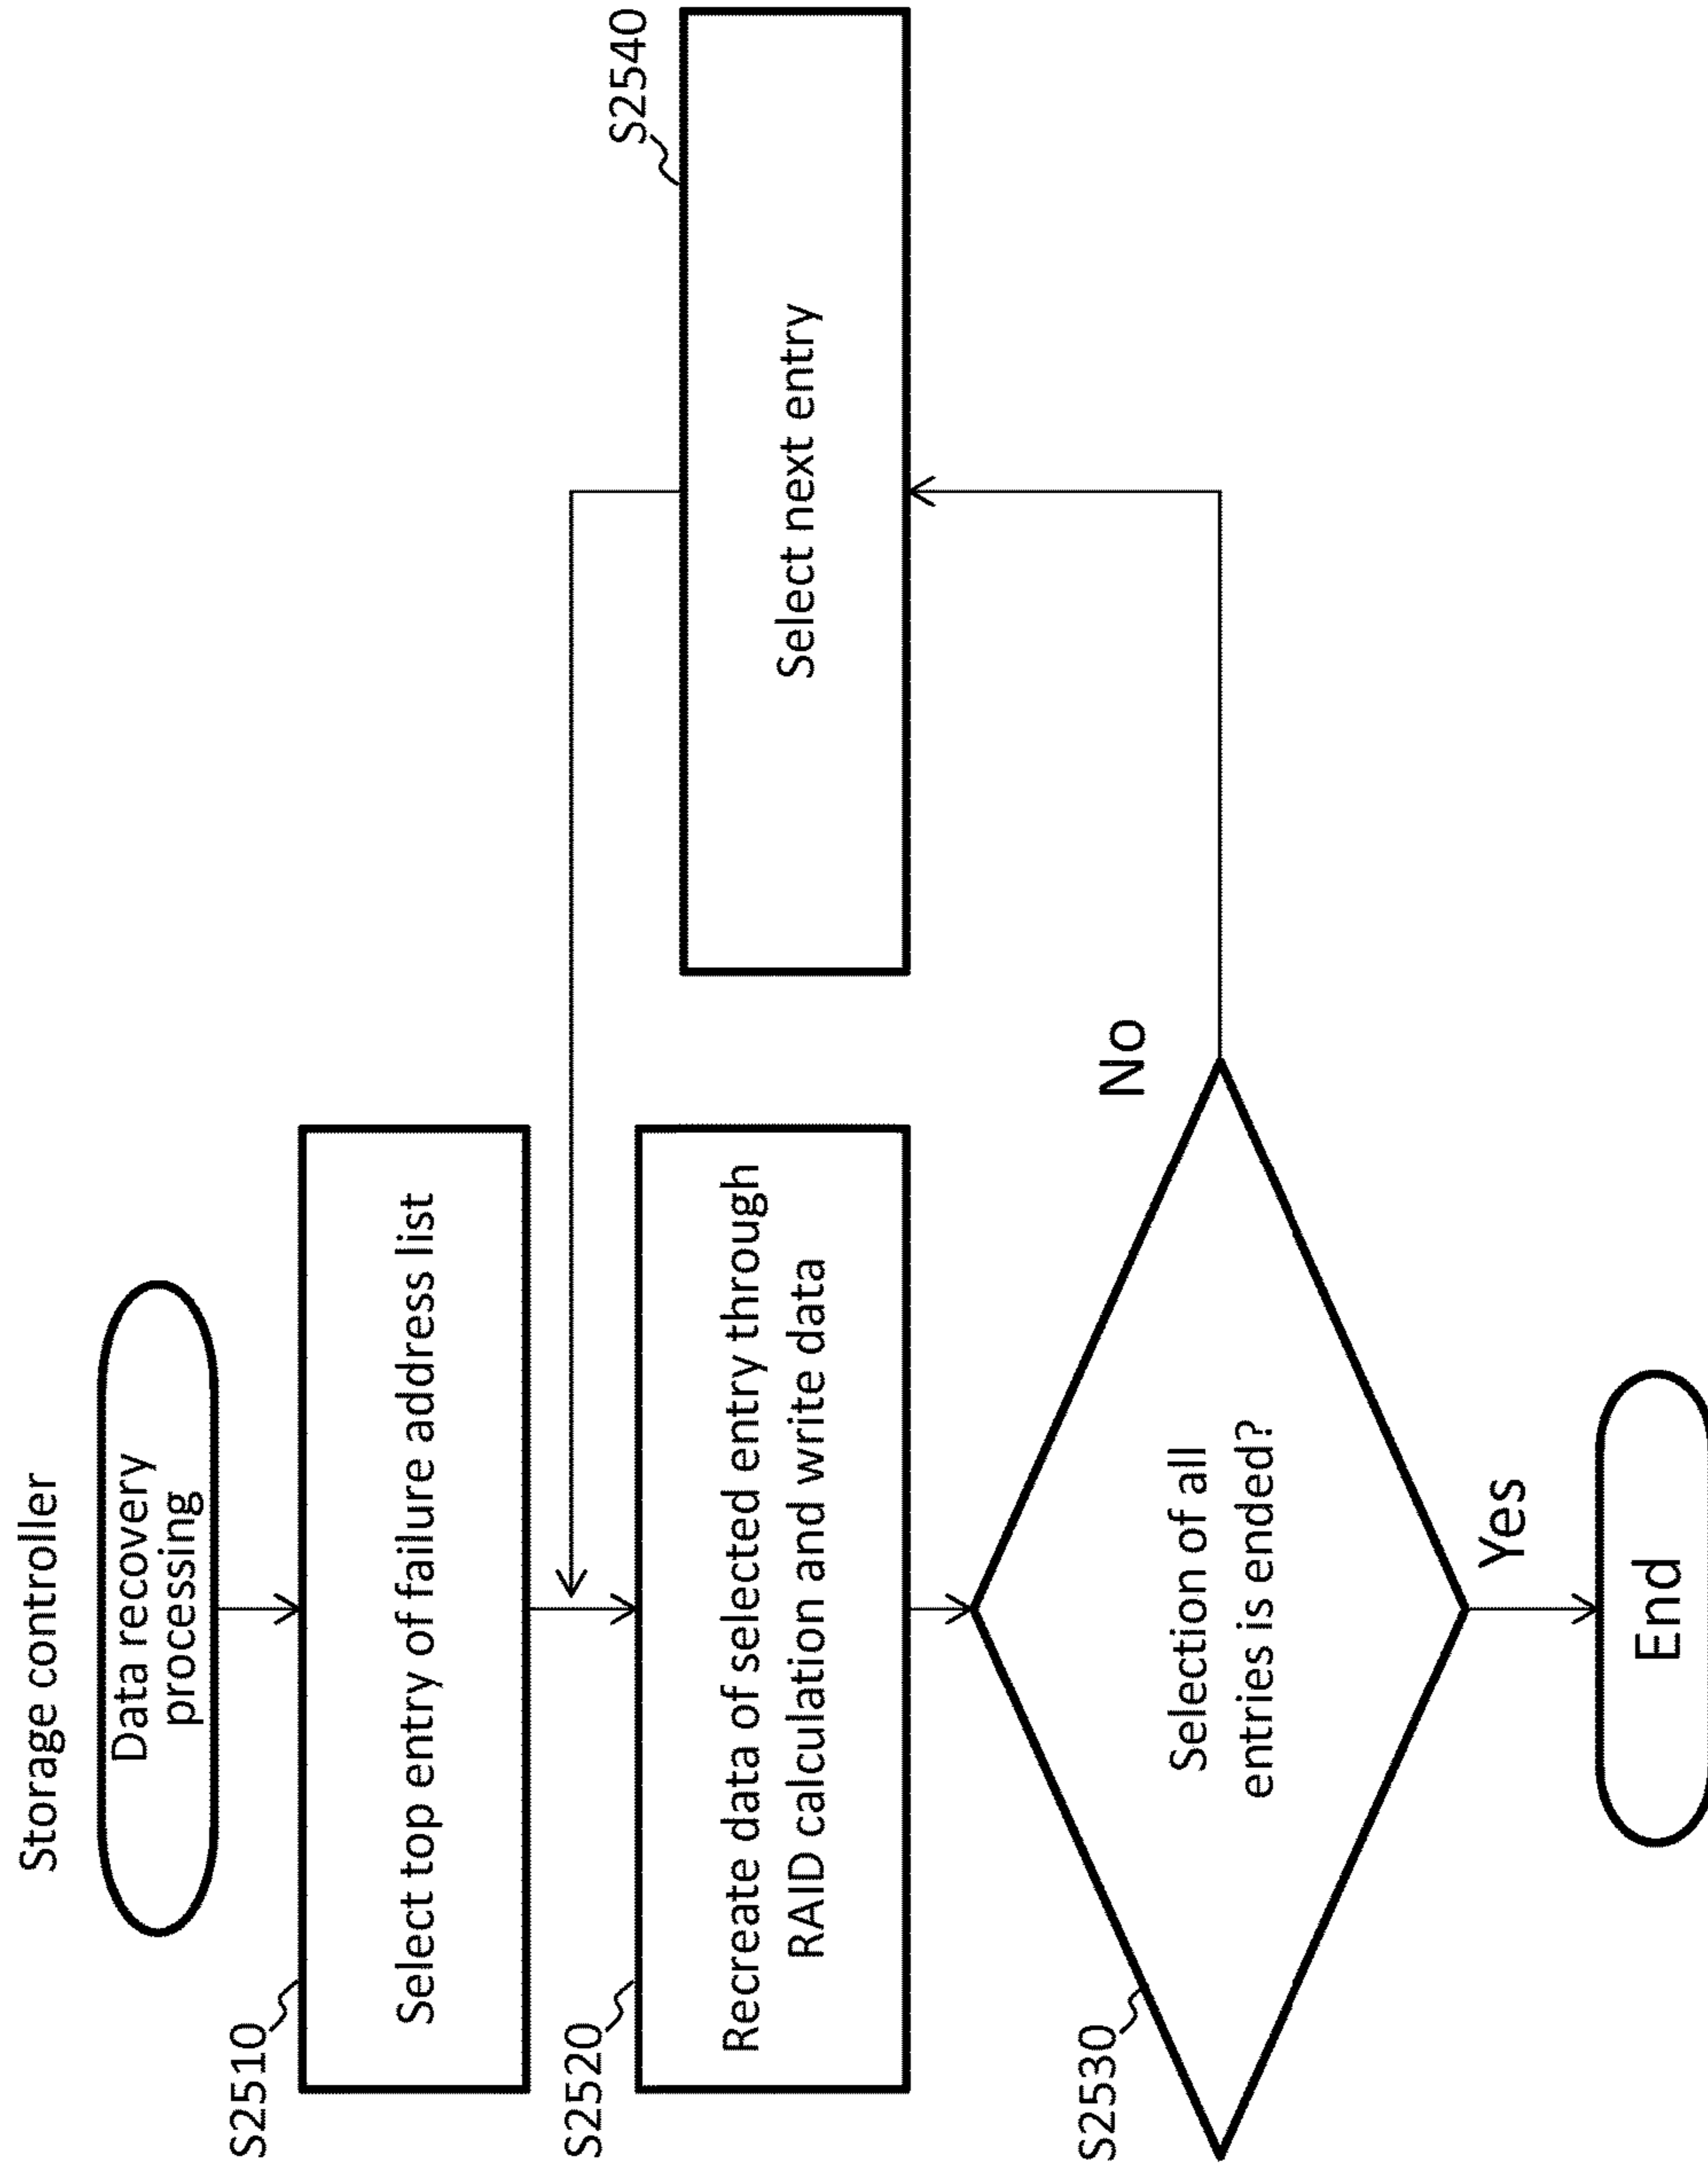 Storage controller
Data recovery
processing
S2510
Select top entry of failure address list
S2520
Recreate data of selected entry through
RAID calculation and write data
S2530
Selection of all
entries is ended?
No
Yes
S2540
Select next entry
End